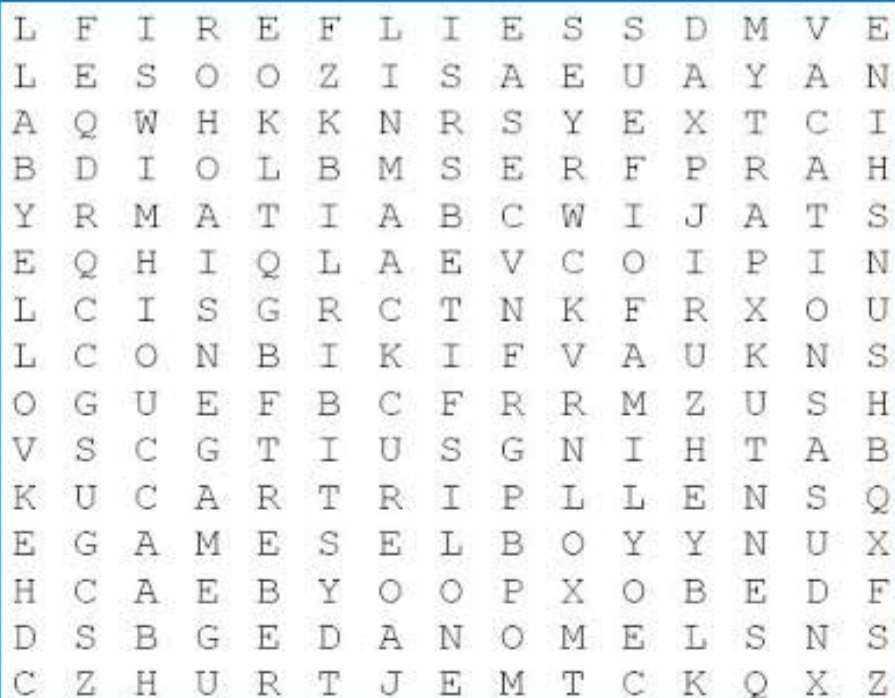 L F I R E F L I E S S D M V E
L E S O O Z I S A E U A Y A N
A Q W H K K N R S Y E X T C I
B D I O L B M S E R F P R A H
Y R M A T I A B C W I J A T S
E Q H I Q L A E V C O I P I N
L C I S G R C T N K F R X O U
L C O N B I K I F V A U K N S
O G U E F B C F R R M Z U S H
V S C G T I U S G N I H T A B
K U C A R T R I P L L E N S Q
E G A M E S E L B O Y Y N U X
H C A E B Y O O P X O B E D F
D S B G E D A N O M E L S N S
C Z H U R T J E M T C K Q X Z